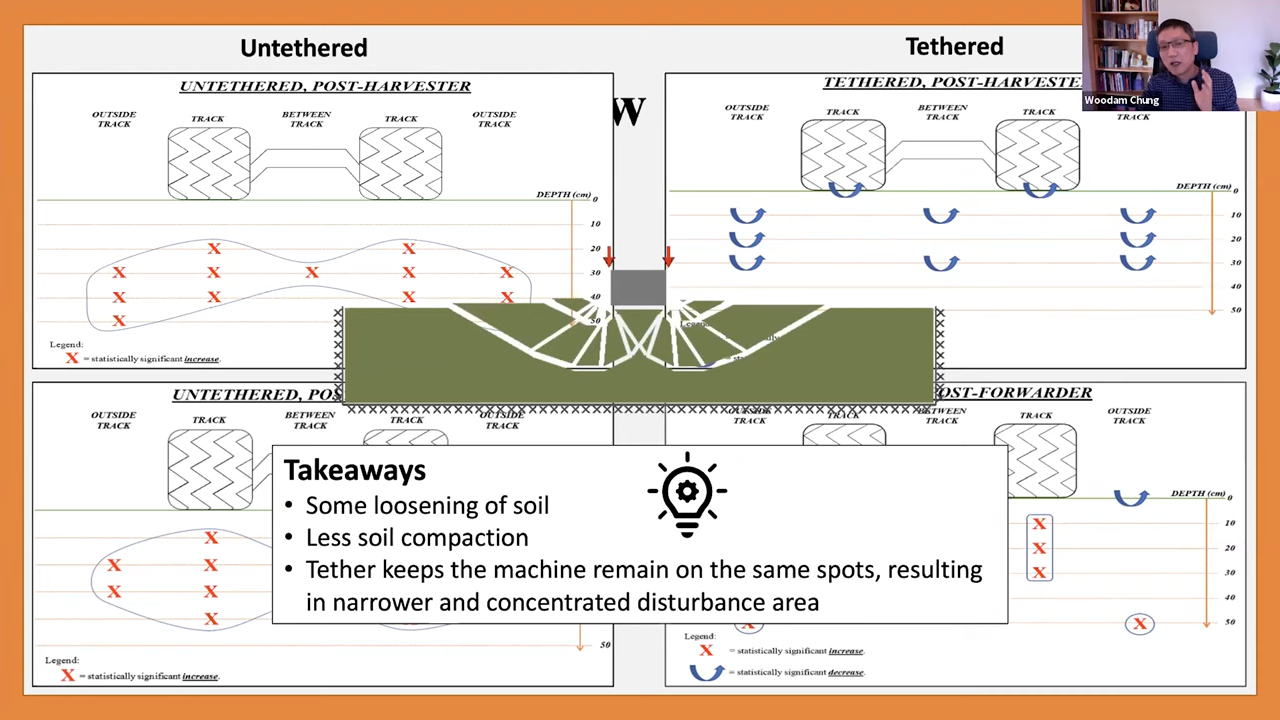 Untethered
Tethered
W
Woodam Chung
UNTETHERED, POST-HARVESTER
OUTSIDE TRACK
TRACK
BETWEEN TRACK
TRACK
OUTSIDE TRACK
DEPTH (cm)
0
10
20
X X
30
X X X X X
40
X X X X
50
X
Legend:
X = statistically significant increase.
TETHERED, POST-HARVESTE
OUTSIDE TRACK
TRACK
BETWEEN TRACK
TRACK
TRACK
DEPTH (cm)
0
10
20
30
40
50
UNTETHERED, POS
OUTSIDE TRACK
TRACK
BETWEEN TRACK
TRACK
OUTSIDE TRACK
X
X X
X X
X
50
Legend:
X = statistically significant increase.
OST-FORWARDER
OUTSIDE TRACK
TRACK
BETWEEN TRACK
TRACK
OUTSIDE TRACK
DEPTH (cm)
0
10
X
20
X
30
X
40
50
X X
Legend:
X = statistically significant increase.
= statistically significant decrease.
Takeaways
• Some loosening of soil
• Less soil compaction
• Tether keeps the machine remain on the same spots, resulting
in narrower and concentrated disturbance area